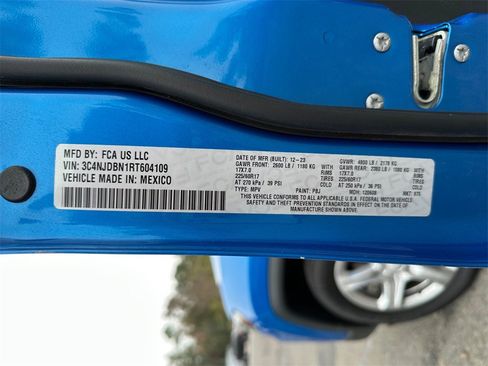 MFD BY: FCA US LLC
VIN: 3C4NJDBN1RT604109
VEHICLE MADE IN: MEXICO
DATE OF MFR (BUILT): 12-23 GVWR: 4800 LB / 2178 KG
GAWR FRONT: 2600 LB / 1180 KG WITH GAWR REAR: 2380 LB / 1080 KG WITH
17X7.0 RIMS 17X7.0 RIMS
225/60R17 TIRES 225/60R17 TIRES
AT 270 kPa / 39 PSI COLD AT 250 kPa / 36 PSI COLD
TYPE: MPV PAINT: PBJ MDH: 120608 HKT: 075
THIS VEHICLE CONFORMS TO ALL APPLICABLE U.S.A. FEDERAL MOTOR VEHICLE
SAFETY AND THEFT PREVENTION STANDARDS IN EFFECT ON THE DATE OF
MANUFACTURE SHOWN ABOVE.